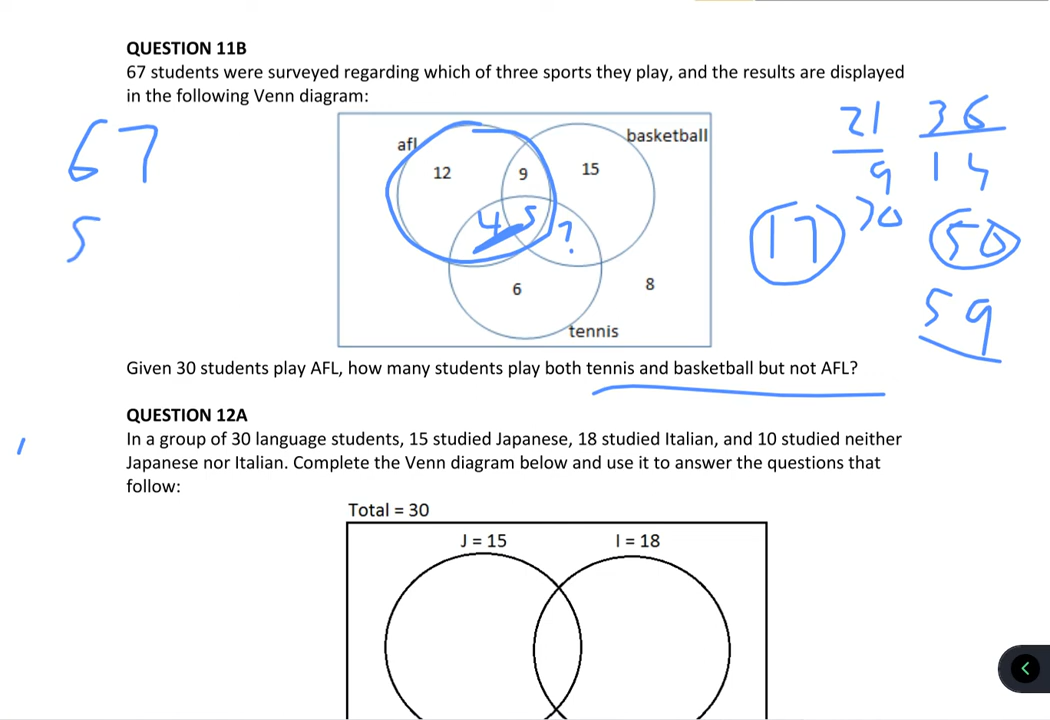 QUESTION 11B
67 students were surveyed regarding which of three sports they play, and the results are displayed
in the following Venn diagram:
67
5
afl
basketball
12
9
15
4
5
?
6
8
tennis
21
9
30
17
36
14
50
59
Given 30 students play AFL, how many students play both tennis and basketball but not AFL?
QUESTION 12A
In a group of 30 language students, 15 studied Japanese, 18 studied Italian, and 10 studied neither
Japanese nor Italian. Complete the Venn diagram below and use it to answer the questions that
follow:
Total = 30
J = 15
I = 18